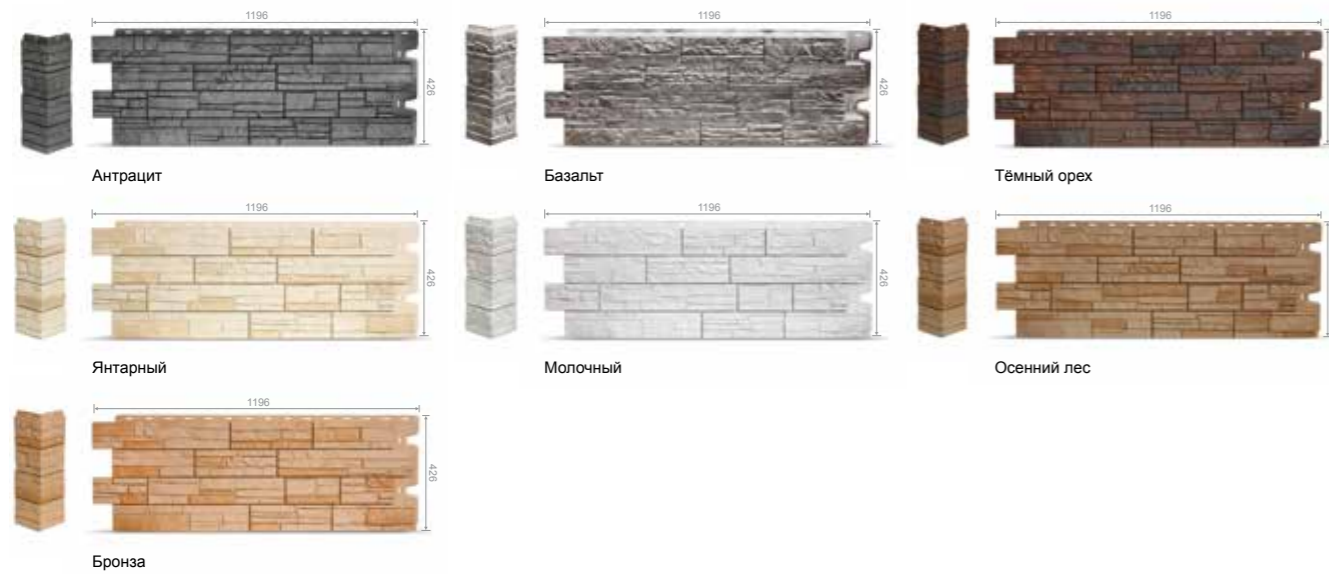 1196
1196
1196
426
426
Антрацит
Базальт
Тёмный орех
1196
1196
1196
426
426
Янтарный
Молочный
Осенний лес
1196
426
Бронза